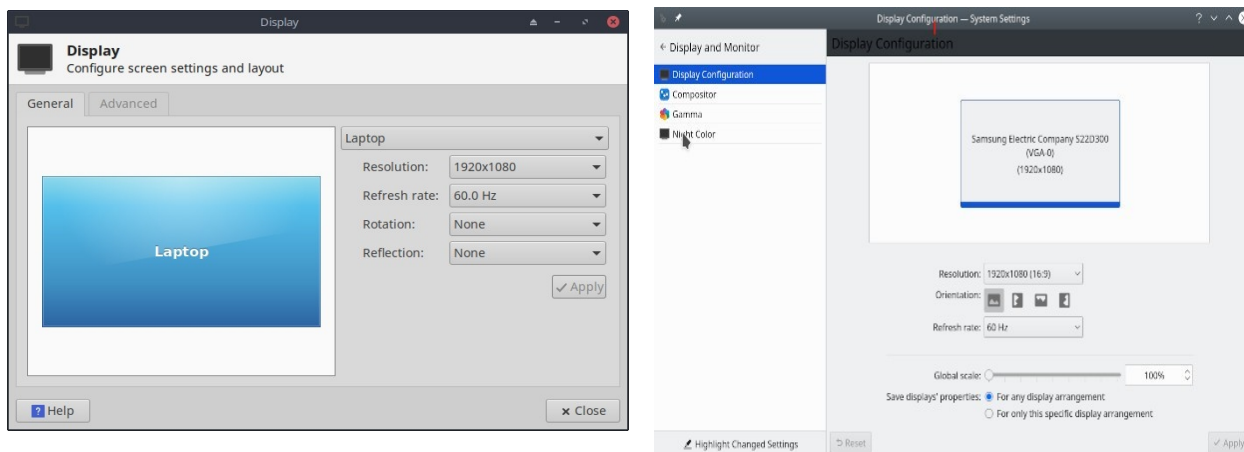 Display
Display
Configure screen settings and layout
General
Advanced
Laptop
Laptop
Resolution: 1920x1080
Refresh rate: 60.0 Hz
Rotation: None
Reflection: None
Apply
Help
Close
Display Configuration — System Settings
Display and Monitor
Display Configuration
Display Configuration
Compositor
Gamma
Night Color
Samsung Electric Company S22D300
(VGA-0)
(1920x1080)
Resolution: 1920x1080 (16:9)
Orientation:
Refresh rate: 60 Hz
Global scale: 100%
Save displays' properties: For any display arrangement
For only this specific display arrangement
Highlight Changed Settings
Reset
Apply